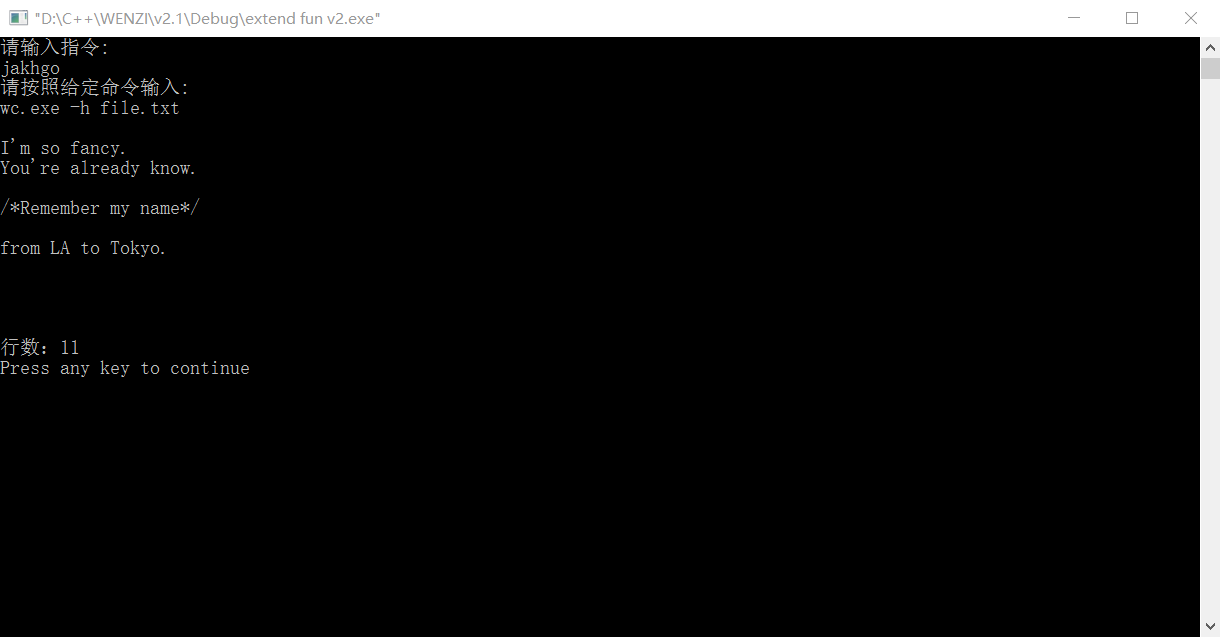 "D:\C++\WENZI\v2.1\Debug\extend fun v2.exe"
请输入指令:
jakhgo
请按照给定命令输入:
wc.exe -h file.txt
I'm so fancy.
You're already know.
/*Remember my name*/
from LA to Tokyo.
行数：11
Press any key to continue